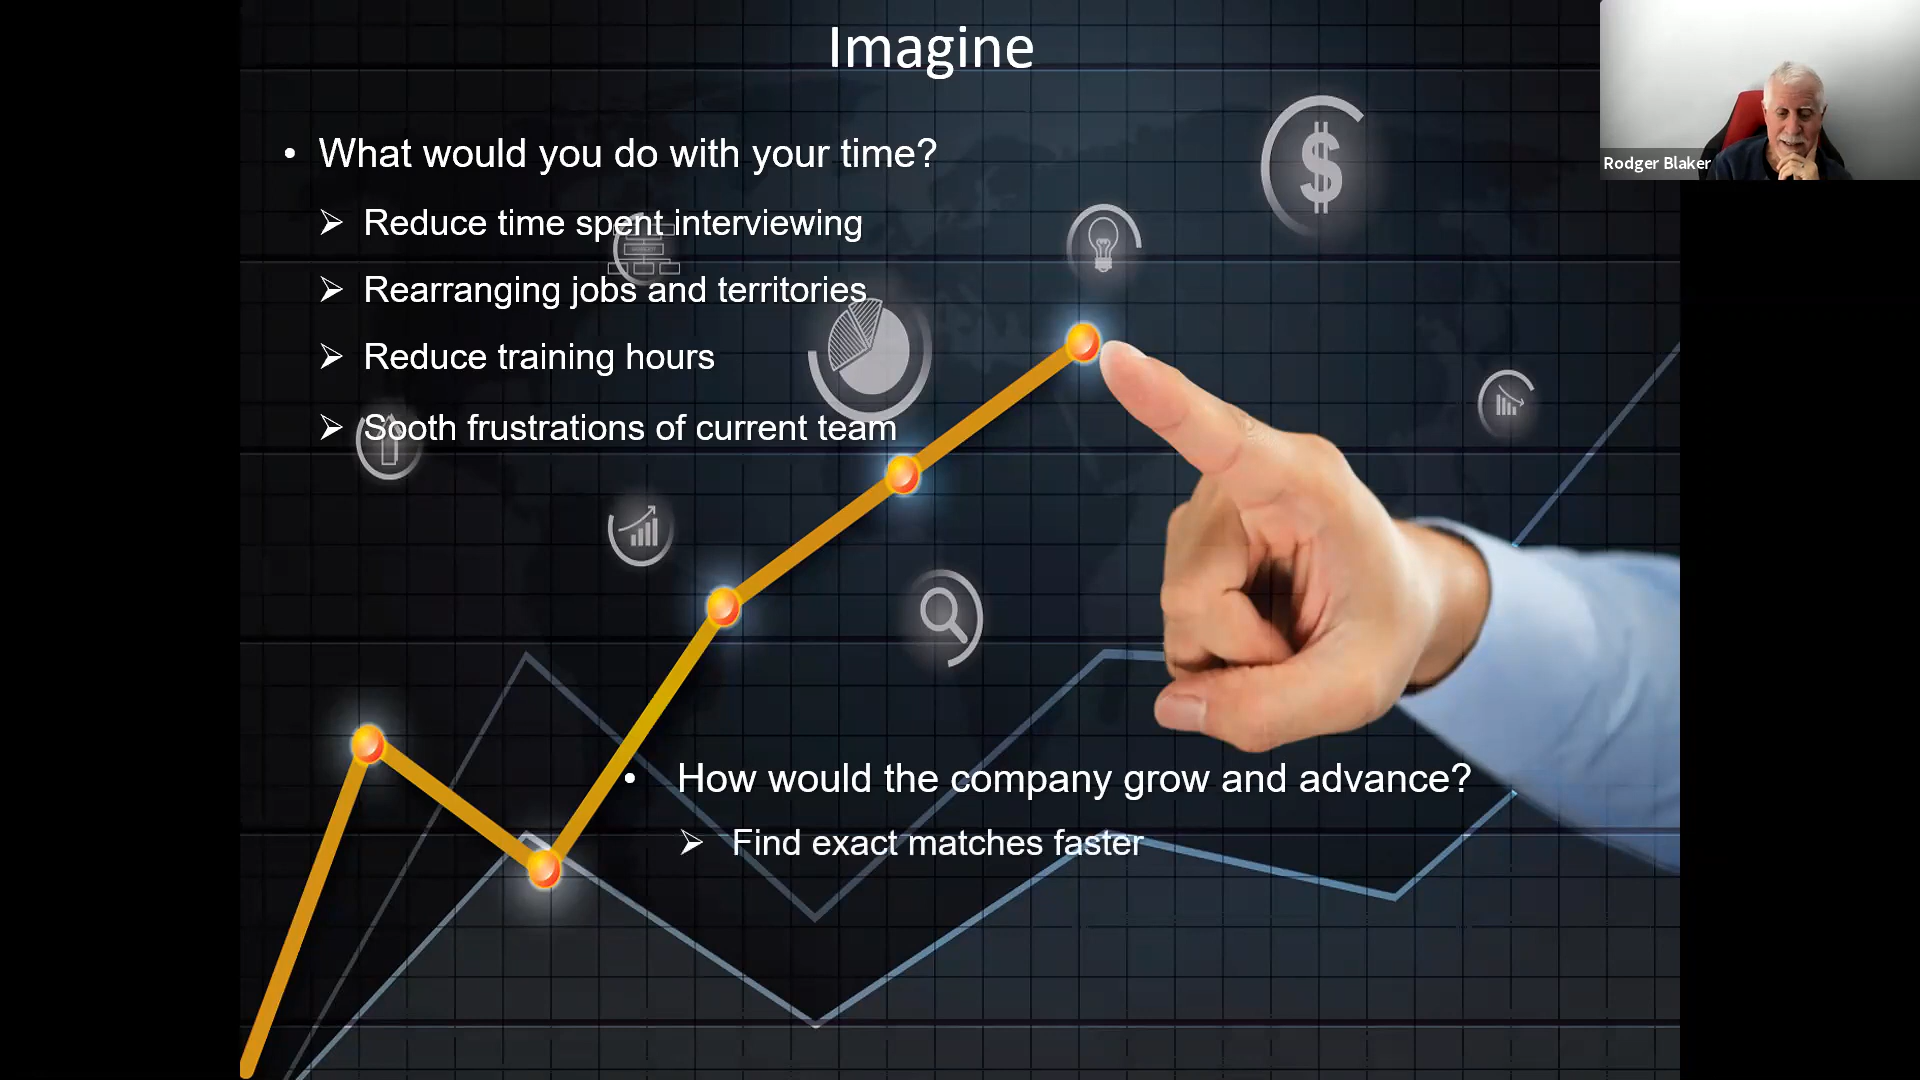 Imagine
• What would you do with your time?
➢ Reduce time spent interviewing
➢ Rearranging jobs and territories
➢ Reduce training hours
➢ Sooth frustrations of current team
• How would the company grow and advance?
➢ Find exact matches faster
$
Rodger Blaker